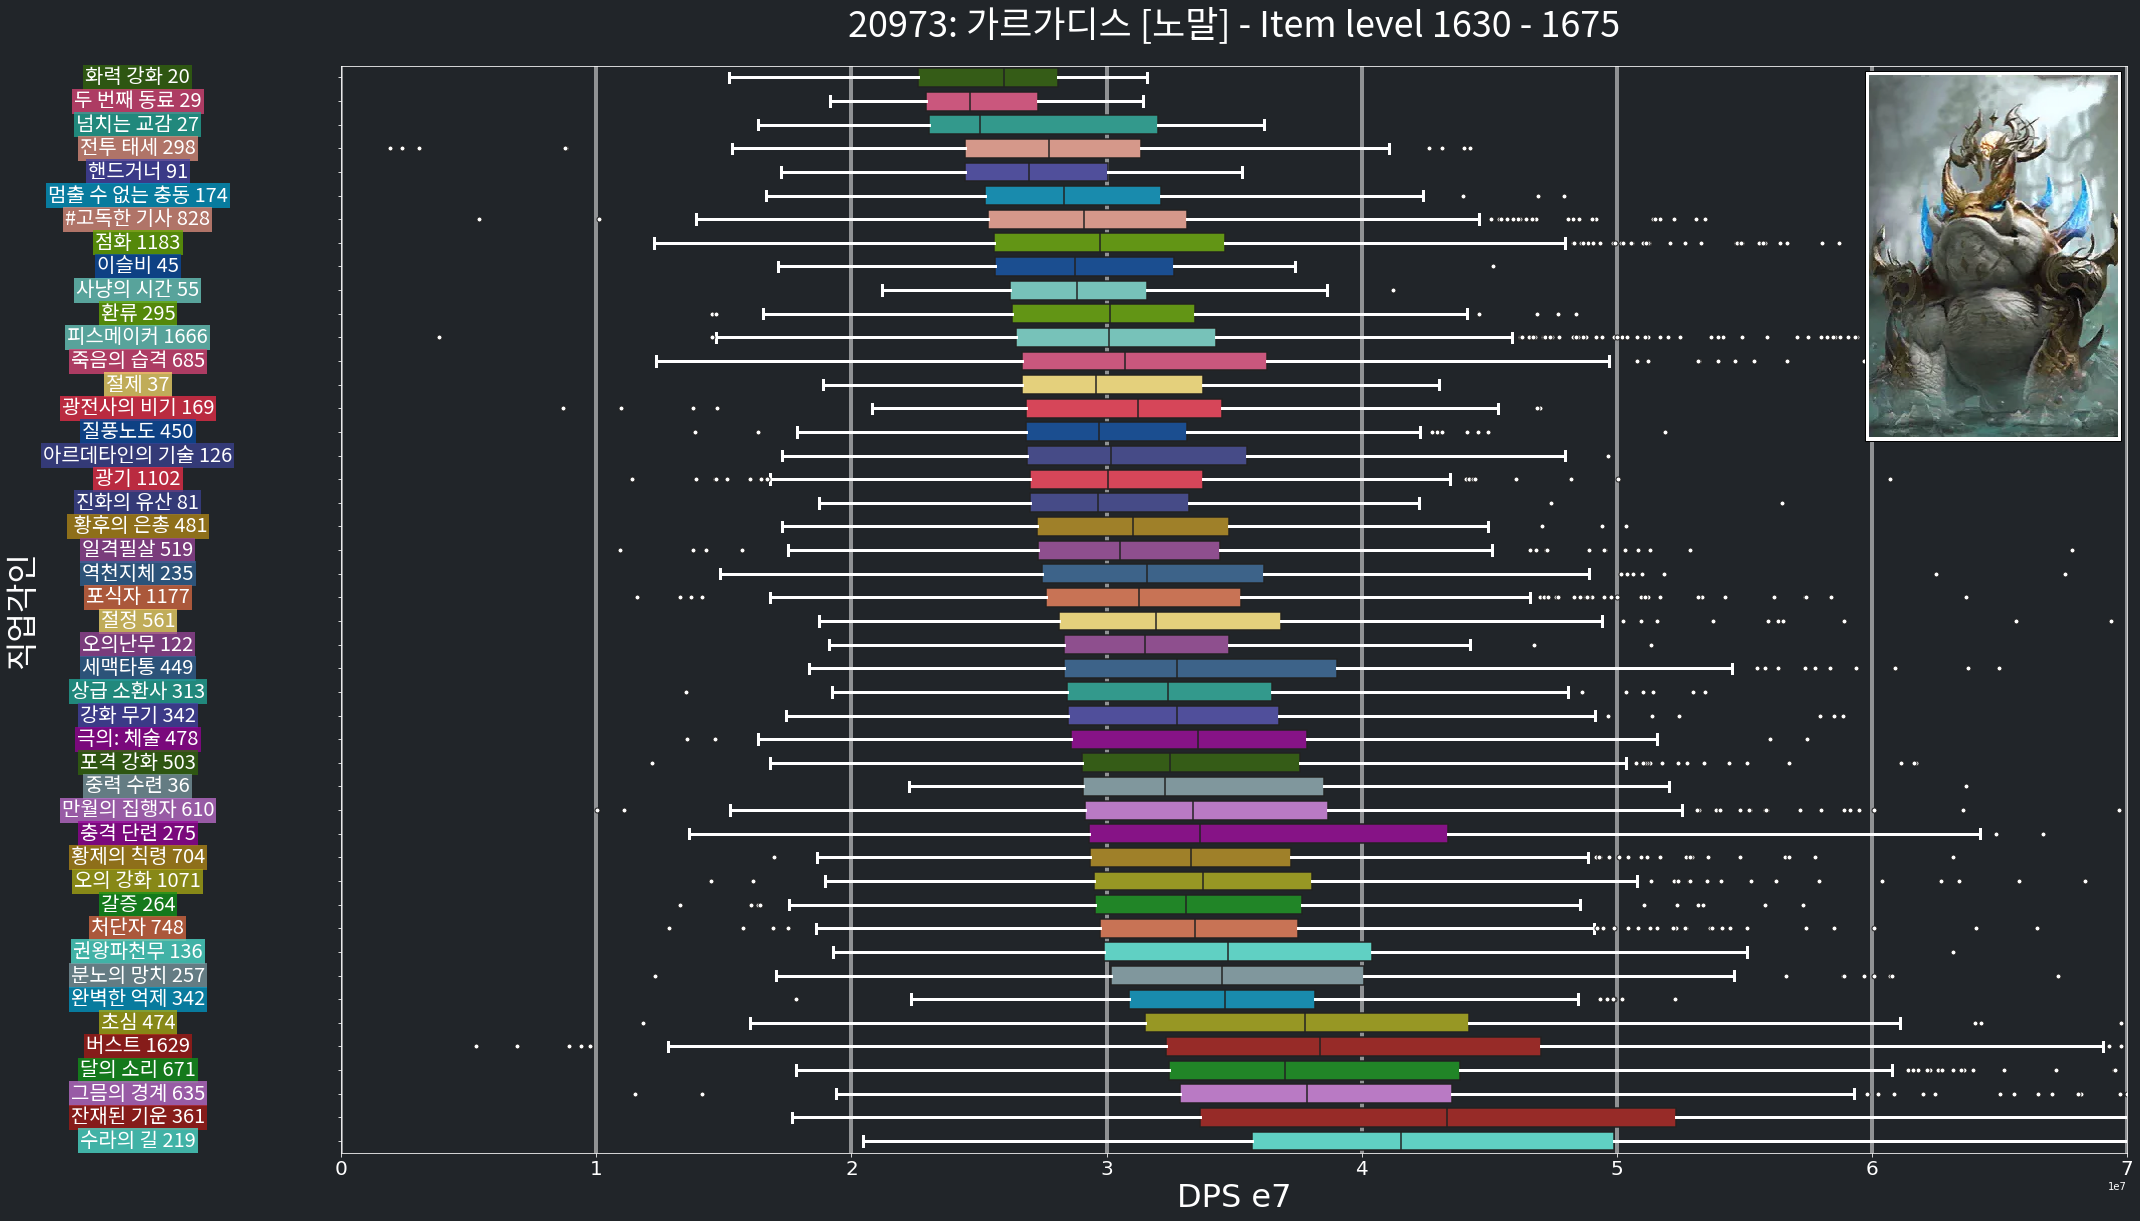 20973: 가르가디스 [노말] - Item level 1630 - 1675
직업각인
화력 강화 20
두 번째 동료 29
넘치는 교감 27
전투 태세 298
핸드거너 91
멈출 수 없는 충동 174
#고독한 기사 828
점화 1183
이슬비 45
사냥의 시간 55
환류 295
피스메이커 1666
죽음의 습격 685
절제 37
광전사의 비기 169
질풍노도 450
아르데타인의 기술 126
광기 1102
진화의 유산 81
황후의 은총 481
일격필살 519
역천지체 235
포식자 1177
절정 561
오의난무 122
세맥타통 449
상급 소환사 313
강화 무기 342
극의: 체술 478
포격 강화 503
중력 수련 36
만월의 집행자 610
충격 단련 275
황제의 칙령 704
오의 강화 1071
갈증 264
처단자 748
권왕파천무 136
분노의 망치 257
완벽한 억제 342
초심 474
버스트 1629
달의 소리 671
그믐의 경계 635
잔재된 기운 361
수라의 길 219
0 1 2 3 4 5 6 7
1e7
DPS e7